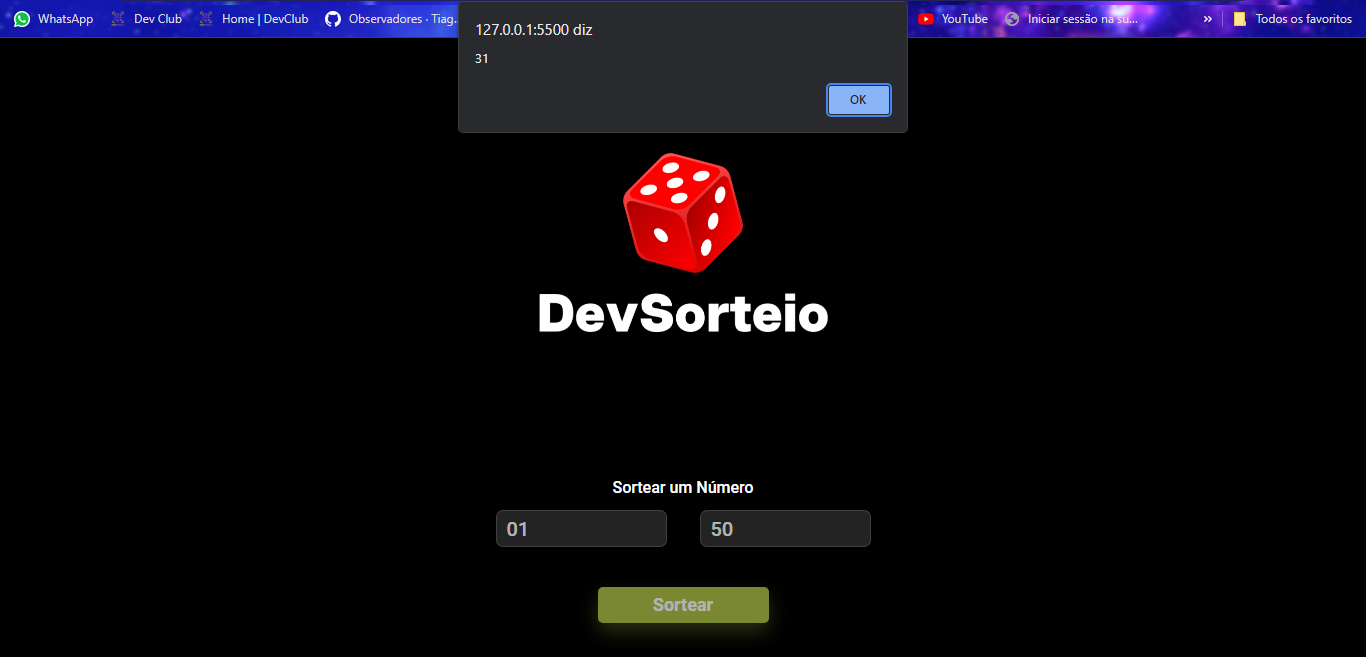 WhatsApp Dev Club Home | DevClub Observadores · Tiag... YouTube Iniciar sessão na su... » Todos os favoritos
127.0.0.1:5500 diz
31
OK
DevSorteio
Sortear um Número
01 50
Sortear